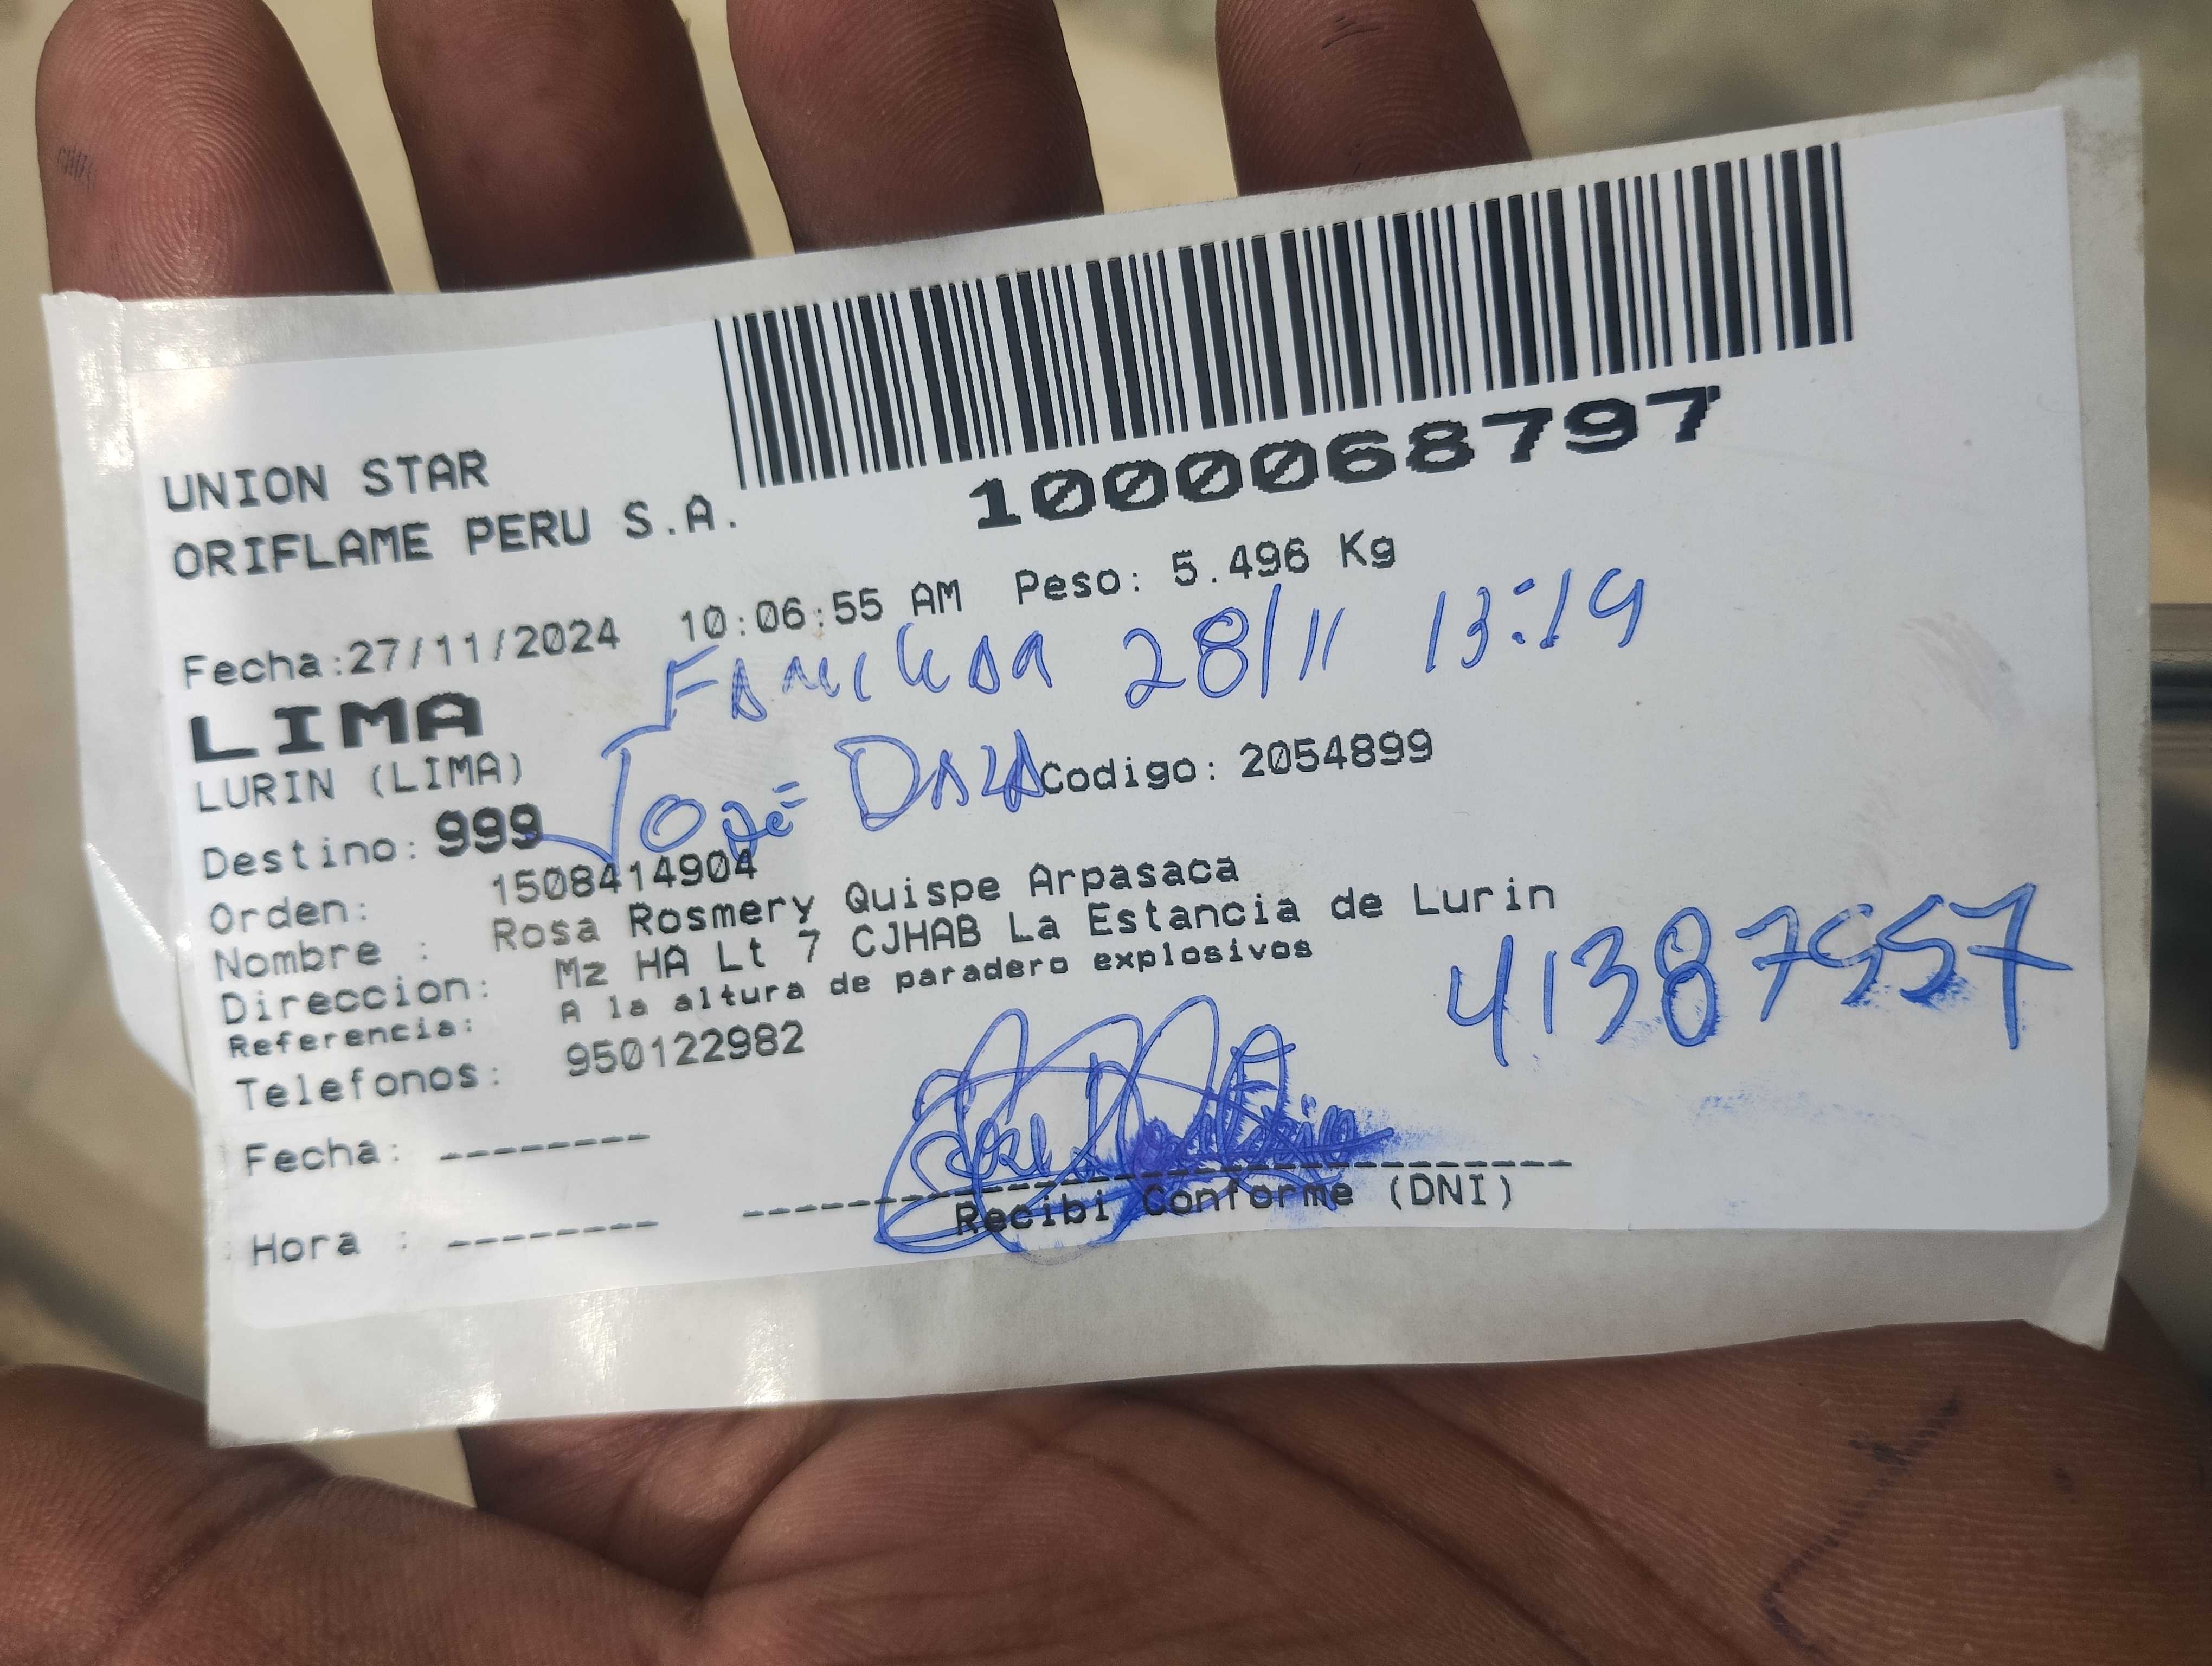 1000068797
UNION STAR
ORIFLAME PERU S.A.
Fecha:27/11/2024 10:06:55 AM Peso: 5.496 Kg
28/11 13:19
LIMA
LURIN (LIMA)
José Daza
Codigo: 2054899
Destino: 999
Orden: 1508414904
Nombre : Rosa Rosmery Quispe Arpasaca
Direccion: Mz HA Lt 7 CJHAB La Estancia de Lurin
Referencia: A la altura de paradero explosivos
Telefonos: 950122982
Fecha: --------
Hora : --------
Recibi Conforme (DNI)